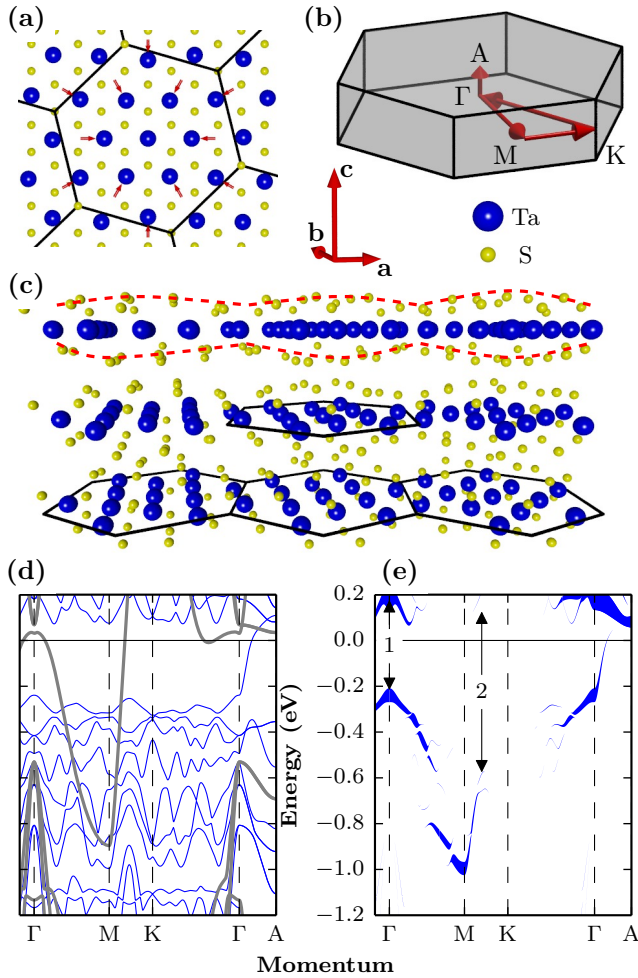 (a)
(b)
A
Γ
M
K
c
b
a
Ta
S
(c)
(d)
(e)
0.2
0.0
−0.2
−0.4
−0.6
−0.8
−1.0
−1.2
Energy (eV)
1
2
Γ M K Γ A
Γ M K Γ A
Momentum